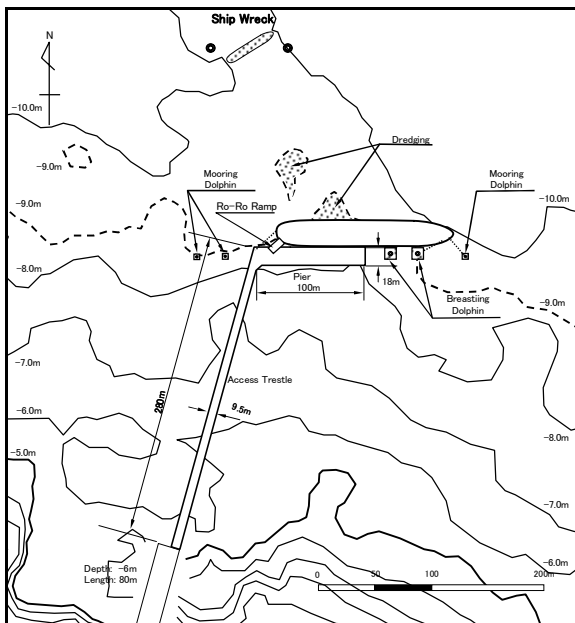 Ship Wreck
N
-10.0m
Dredging
-9.0m
Mooring
Dolphin
Mooring
Dolphin
-9.0m
Ro-Ro Ramp
-10.0m
-8.0m
18m
Pier
100m
Breastiing
Dolphin
-9.0m
-7.0m
Access Trestle
280m
9.5m
-6.0m
-8.0m
-5.0m
-7.0m
Depth: -6m
Length: 80m
-6.0m
0
50
100
200m